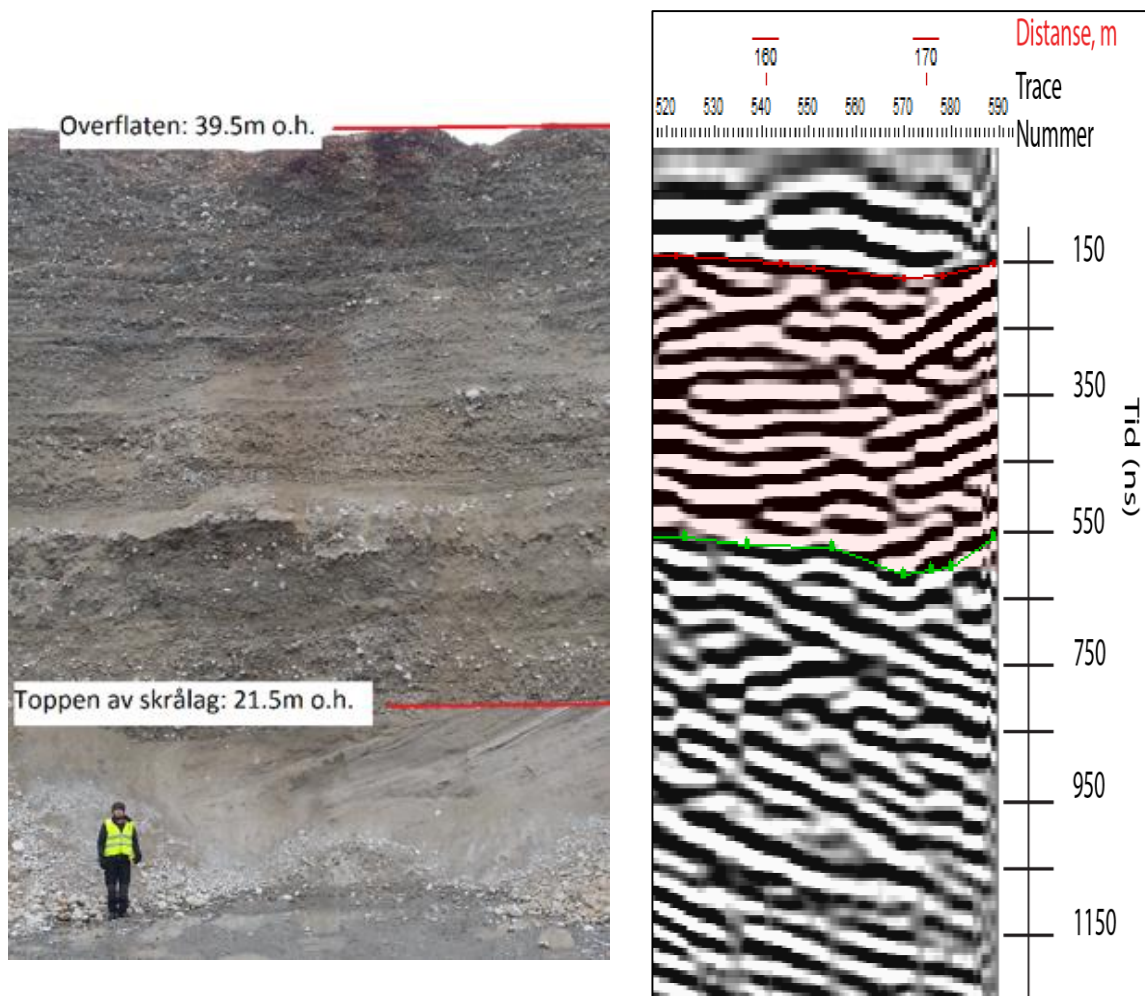 Overflaten: 39.5m o.h.
Toppen av skrålag: 21.5m o.h.
Distanse, m
160 170
Trace
520 530 540 550 560 570 580 590
Nummer
150
350
550
750
950
1150
Tid (ns)